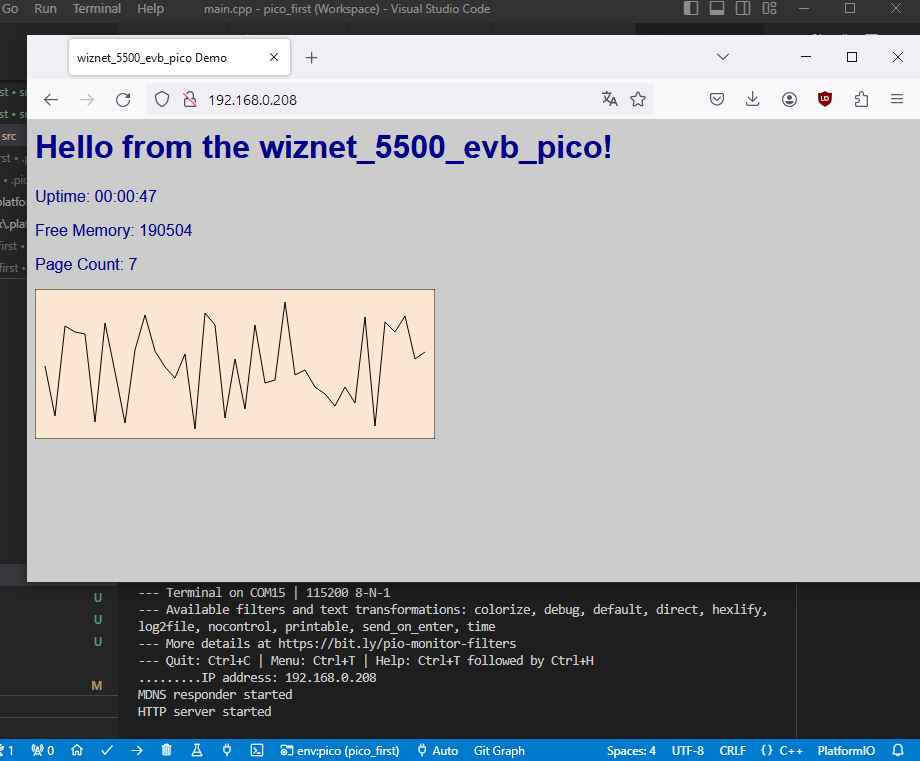 Go Run Terminal Help main.cpp - pico_first (Workspace) - Visual Studio Code
wiznet_5500_evb_pico Demo
192.168.0.208
src
Hello from the wiznet_5500_evb_pico!
Uptime: 00:00:47
Free Memory: 190504
Page Count: 7
U
U
U
M
--- Terminal on COM15 | 115200 8-N-1
--- Available filters and text transformations: colorize, debug, default, direct, hexlify,
log2file, nocontrol, printable, send_on_enter, time
--- More details at https://bit.ly/pio-monitor-filters
--- Quit: Ctrl+C | Menu: Ctrl+T | Help: Ctrl+T followed by Ctrl+H
.........IP address: 192.168.0.208
MDNS responder started
HTTP server started
1 0 env:pico (pico_first) Auto Git Graph Spaces: 4 UTF-8 CRLF {} C++ PlatformIO